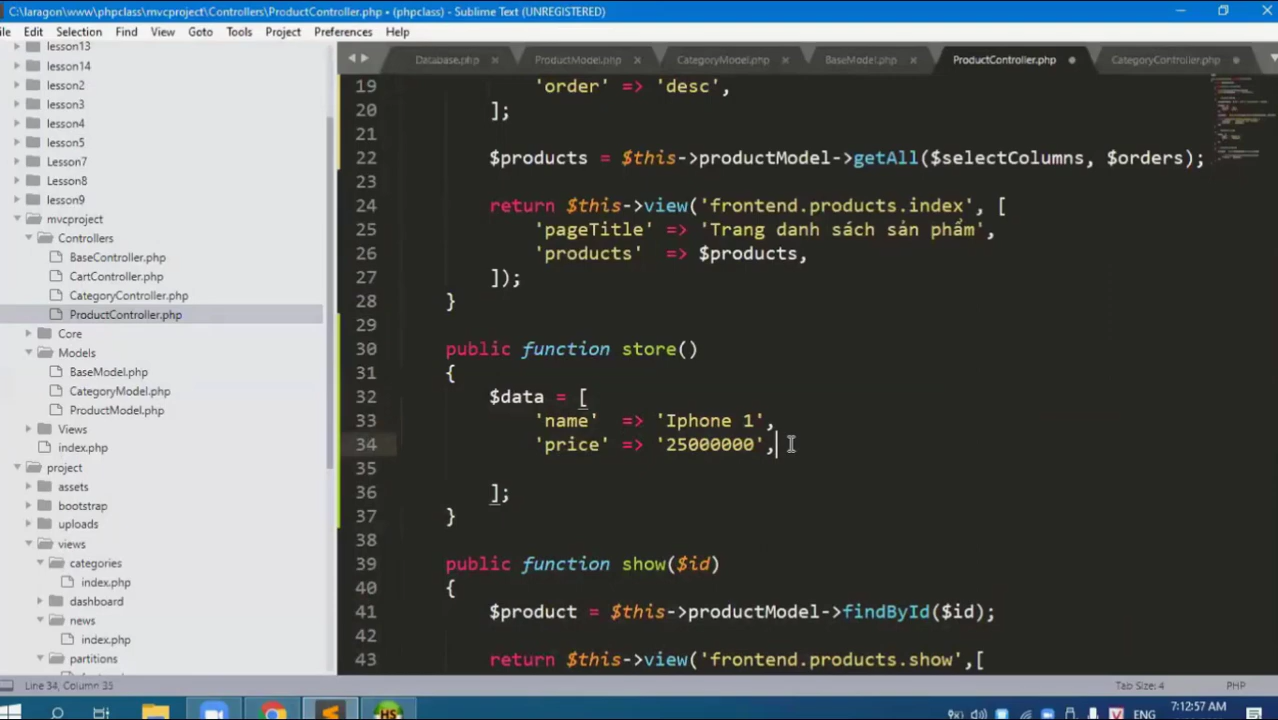 C:\laragon\www\phpclass\mvcproject\Controllers\ProductController.php • (phpclass) - Sublime Text (UNREGISTERED)
Edit Selection Find View Goto Tools Project Preferences Help
Database.php ProductModel.php CategoryModel.php BaseModel.php ProductController.php CategoryController.php
lesson13
lesson14
lesson2
lesson3
lesson4
lesson5
Lesson7
Lesson8
lesson9
mvcproject
Controllers
BaseController.php
CartController.php
CategoryController.php
ProductController.php
Core
Models
BaseModel.php
CategoryModel.php
ProductModel.php
Views
index.php
project
assets
bootstrap
uploads
views
categories
index.php
dashboard
news
index.php
partitions
19 'order' => 'desc',
20 ];
21
22 $products = $this->productModel->getAll($selectColumns, $orders);
23
24 return $this->view('frontend.products.index', [
25 'pageTitle' => 'Trang danh sách sản phẩm',
26 'products' => $products,
27 ]);
28 }
29
30 public function store()
31 {
32 $data = [
33 'name' => 'Iphone 1',
34 'price' => '25000000',
35
36 ];
37 }
38
39 public function show($id)
40 {
41 $product = $this->productModel->findById($id);
42
43 return $this->view('frontend.products.show',[
Line 34, Column 35 Tab Size: 4 PHP
HS V ENG 7:12:57 AM